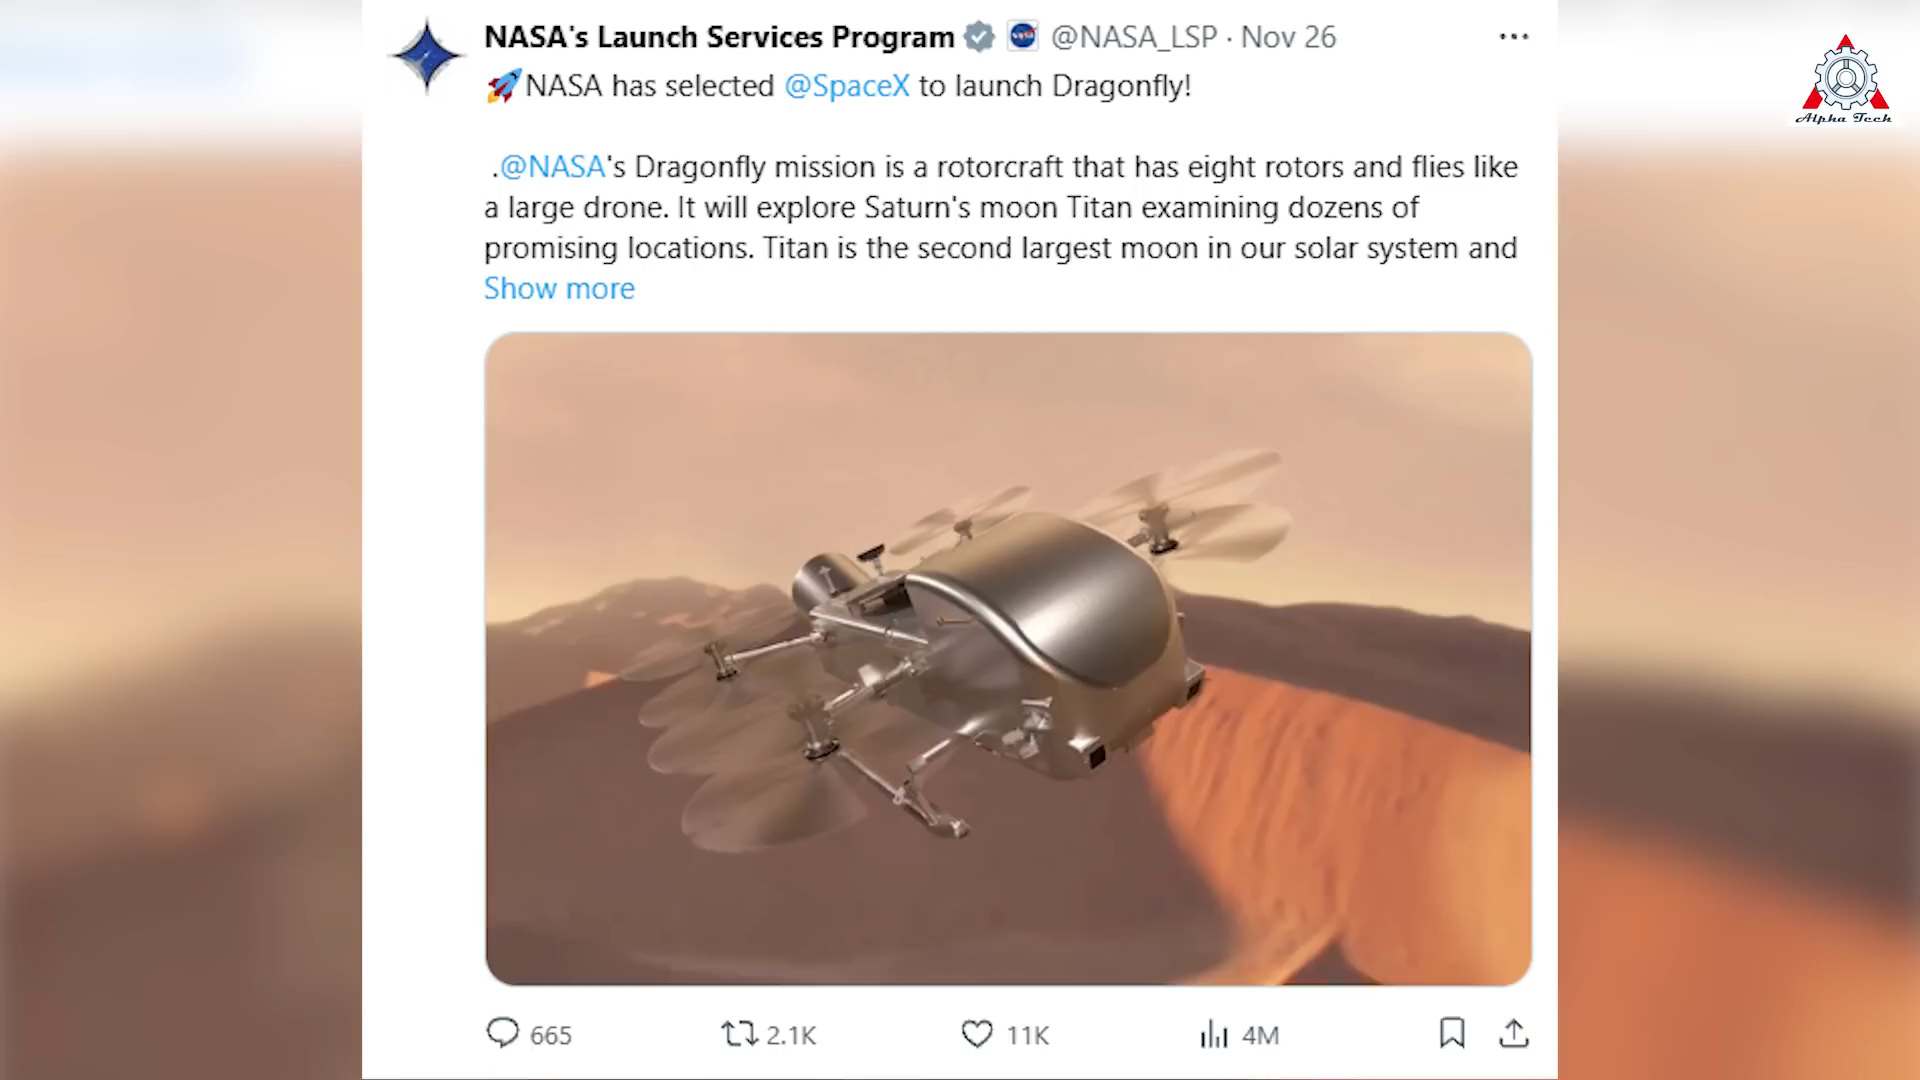 NASA's Launch Services Program @NASA_LSP · Nov 26
🚀NASA has selected @SpaceX to launch Dragonfly!
.@NASA's Dragonfly mission is a rotorcraft that has eight rotors and flies like
a large drone. It will explore Saturn's moon Titan examining dozens of
promising locations. Titan is the second largest moon in our solar system and
Show more
665 2.1K 11K 4M
Alpha Tech